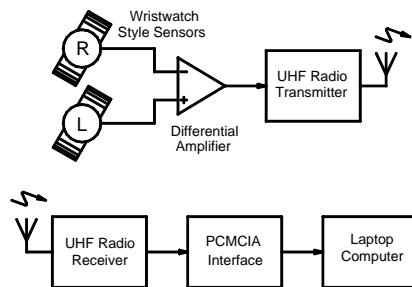 Wristwatch
Style Sensors
R
−
UHF Radio
Transmitter
+
L
Differential
Amplifier
UHF Radio
Receiver
PCMCIA
Interface
Laptop
Computer